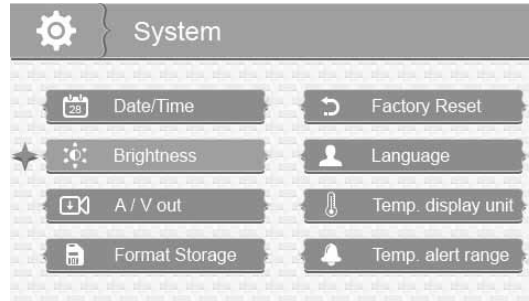 System
Date/Time
Factory Reset
28
Brightness
Language
A / V out
Temp. display unit
Format Storage
Temp. alert range